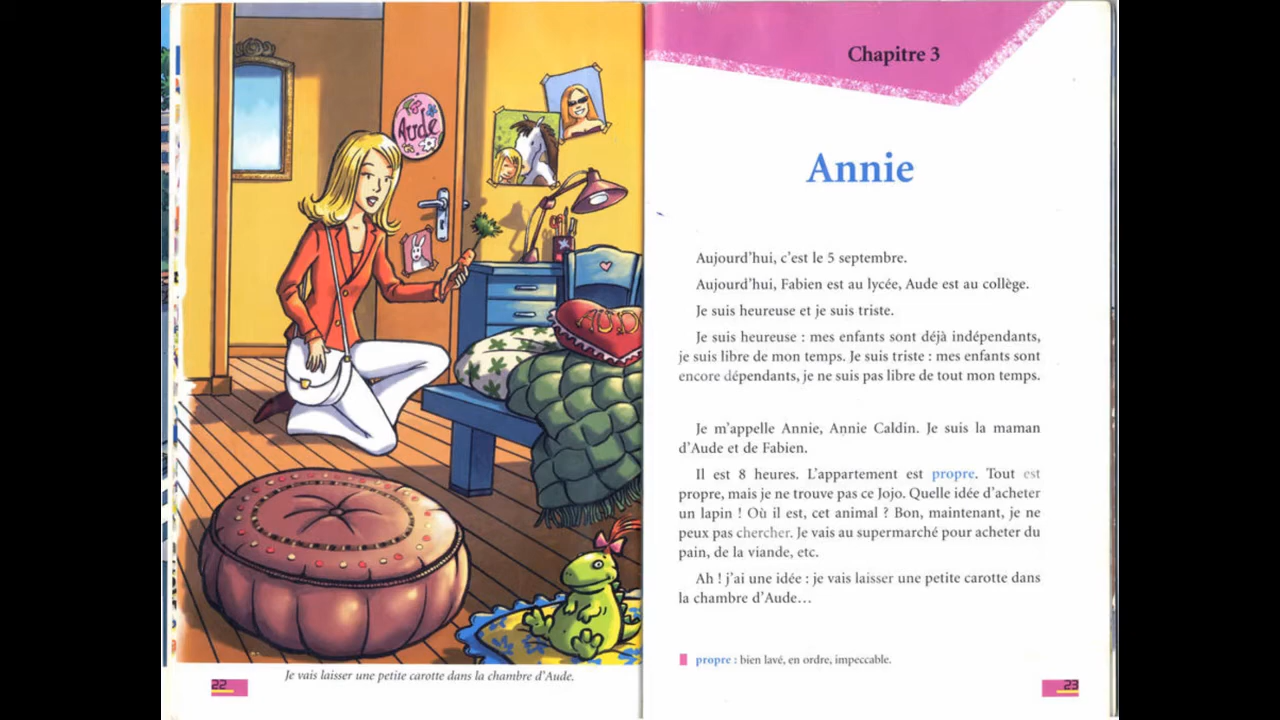 Aude
AUD
Je vais laisser une petite carotte dans la chambre d'Aude.
22
Chapitre 3
Annie
Aujourd'hui, c'est le 5 septembre.
Aujourd'hui, Fabien est au lycée, Aude est au collège.
Je suis heureuse et je suis triste.
Je suis heureuse : mes enfants sont déjà indépendants,
je suis libre de mon temps. Je suis triste : mes enfants sont
encore dépendants, je ne suis pas libre de tout mon temps.
Je m'appelle Annie, Annie Caldin. Je suis la maman
d'Aude et de Fabien.
Il est 8 heures. L'appartement est propre. Tout est
propre, mais je ne trouve pas ce Jojo. Quelle idée d'acheter
un lapin ! Où il est, cet animal ? Bon, maintenant, je ne
peux pas chercher. Je vais au supermarché pour acheter du
pain, de la viande, etc.
Ah ! j'ai une idée : je vais laisser une petite carotte dans
la chambre d'Aude…
propre : bien lavé, en ordre, impeccable.
23